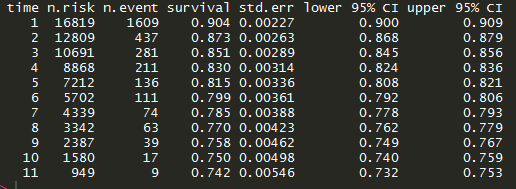 time n.risk n.event survival std.err lower 95% CI upper 95% CI
1 16819 1609 0.904 0.00227 0.900 0.909
2 12809 437 0.873 0.00263 0.868 0.879
3 10691 281 0.851 0.00289 0.845 0.856
4 8868 211 0.830 0.00314 0.824 0.836
5 7212 136 0.815 0.00336 0.808 0.821
6 5702 111 0.799 0.00361 0.792 0.806
7 4339 74 0.785 0.00388 0.778 0.793
8 3342 63 0.770 0.00423 0.762 0.779
9 2387 39 0.758 0.00462 0.749 0.767
10 1580 17 0.750 0.00498 0.740 0.759
11 949 9 0.742 0.00546 0.732 0.753